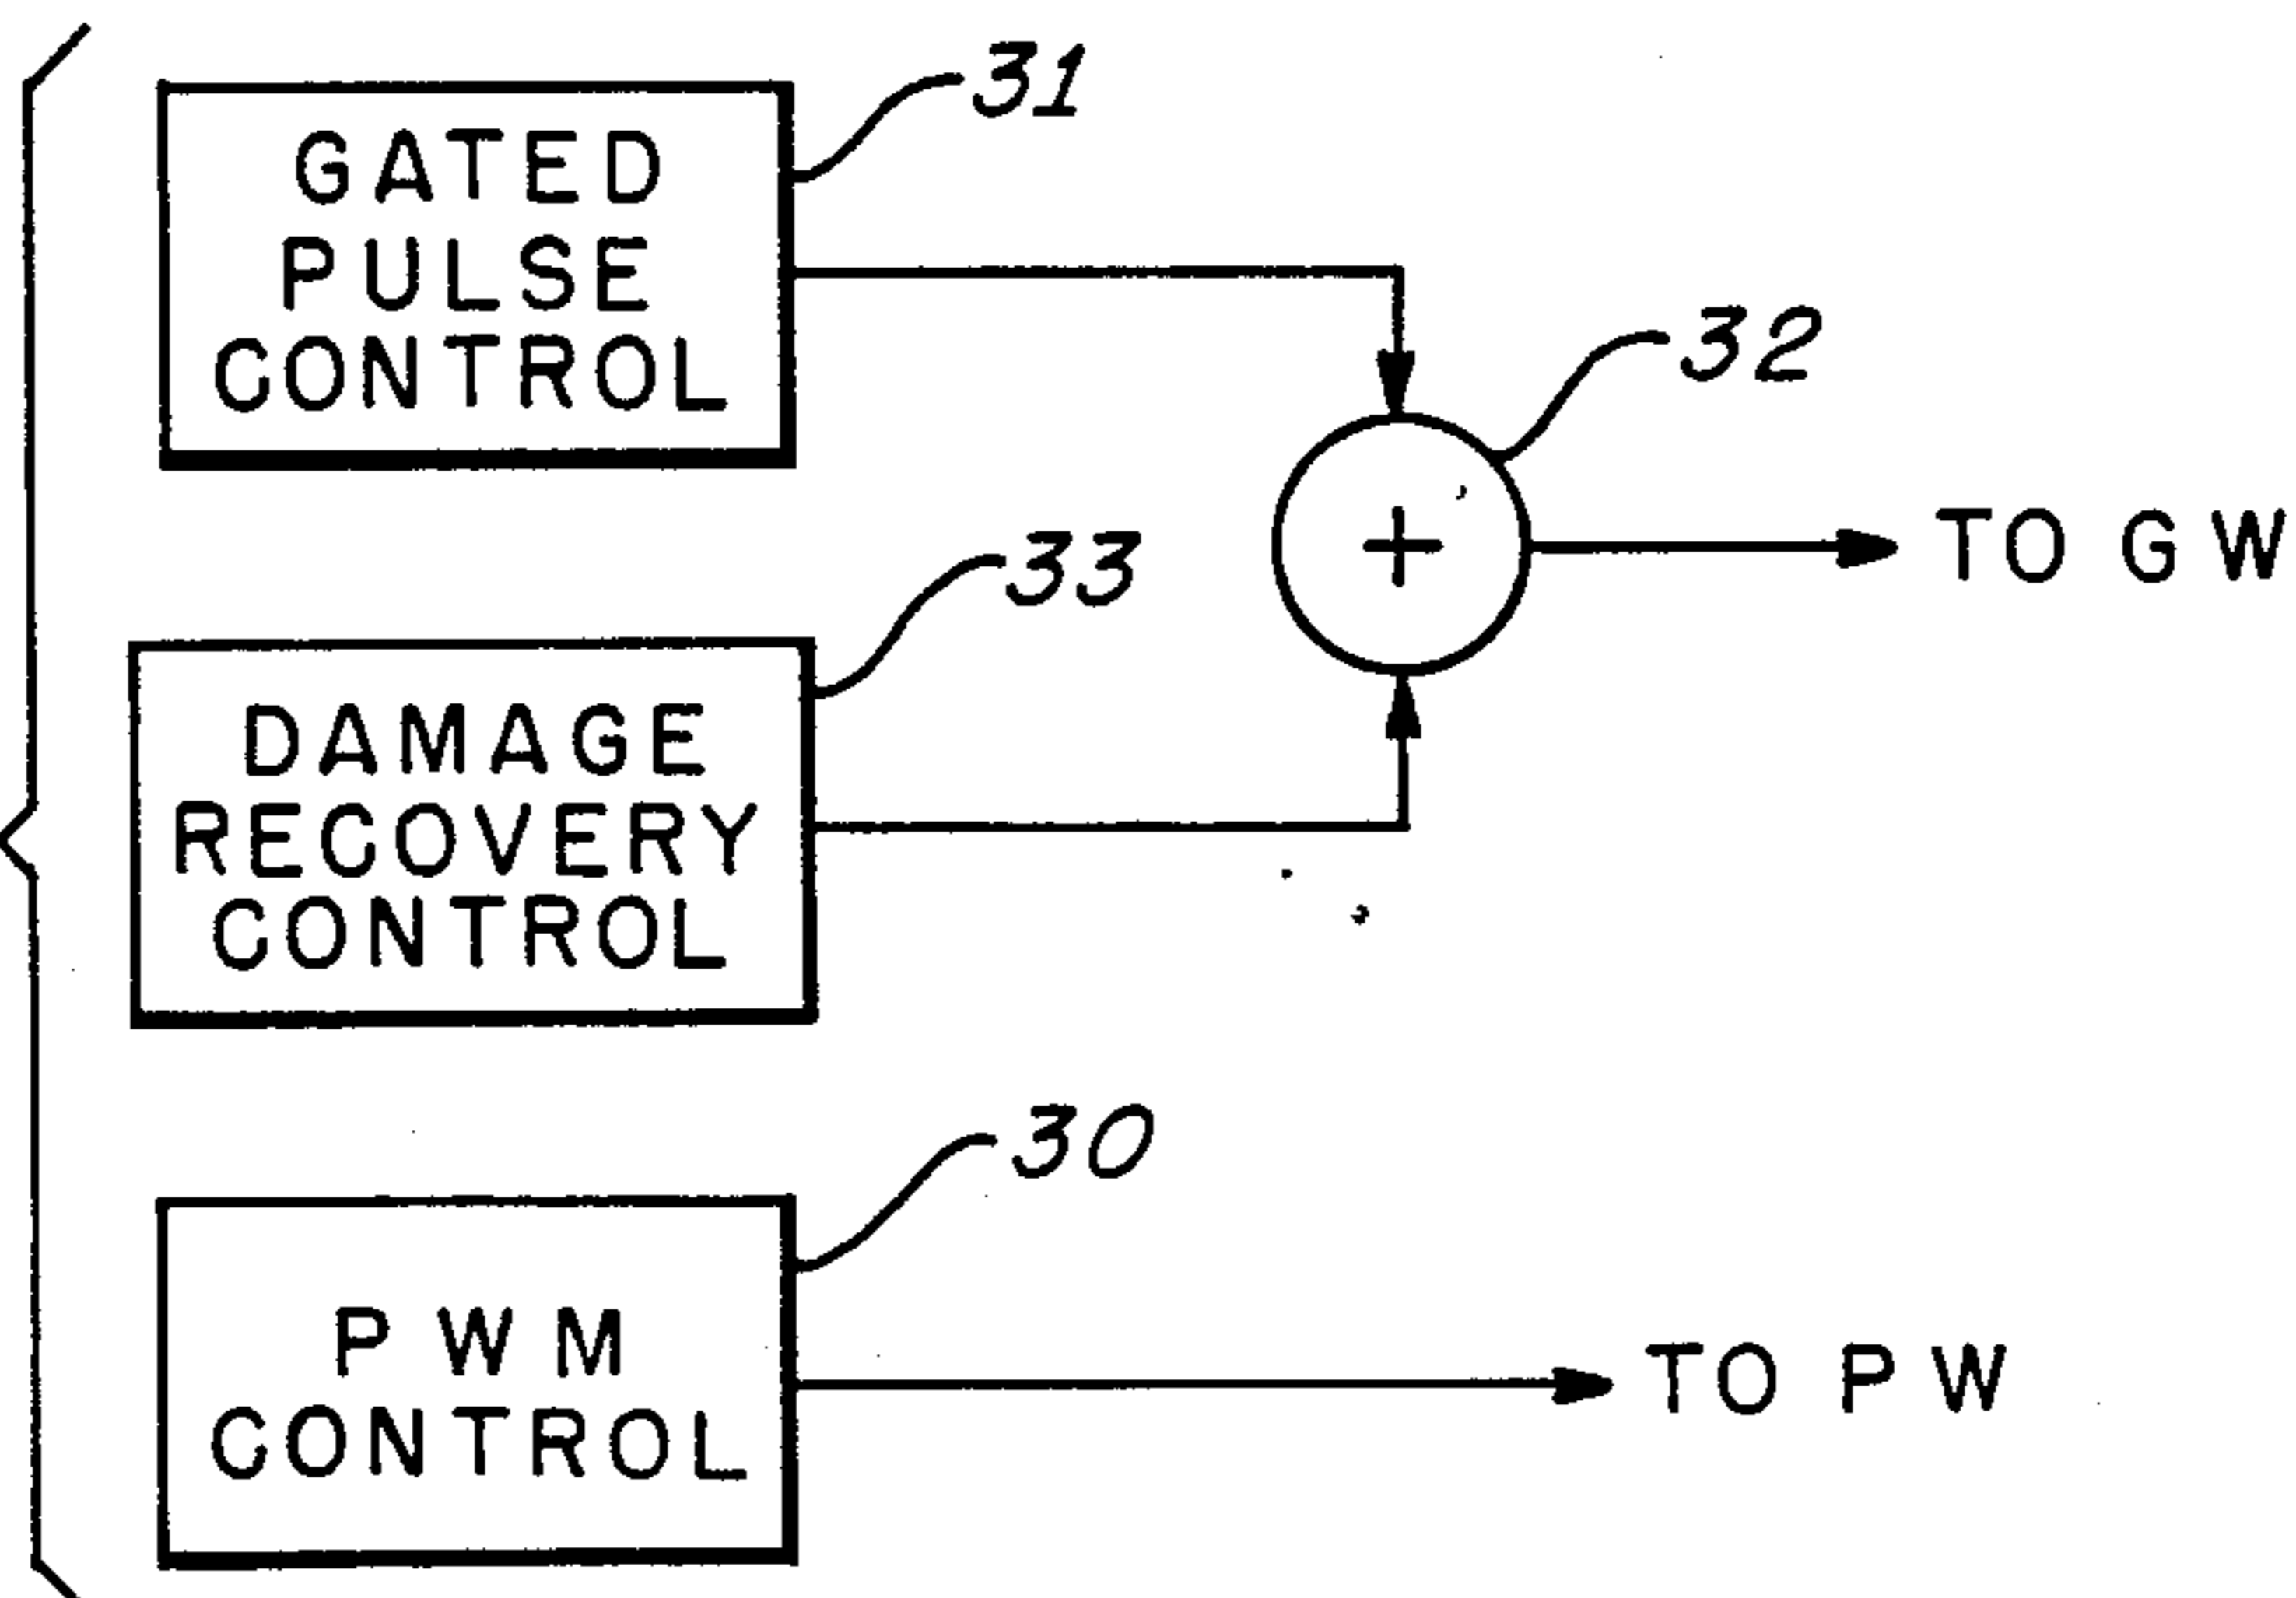 31
GATED
PULSE
CONTROL
32
+
TO GW
33
DAMAGE
RECOVERY
CONTROL
30
PWM
CONTROL
TO PW